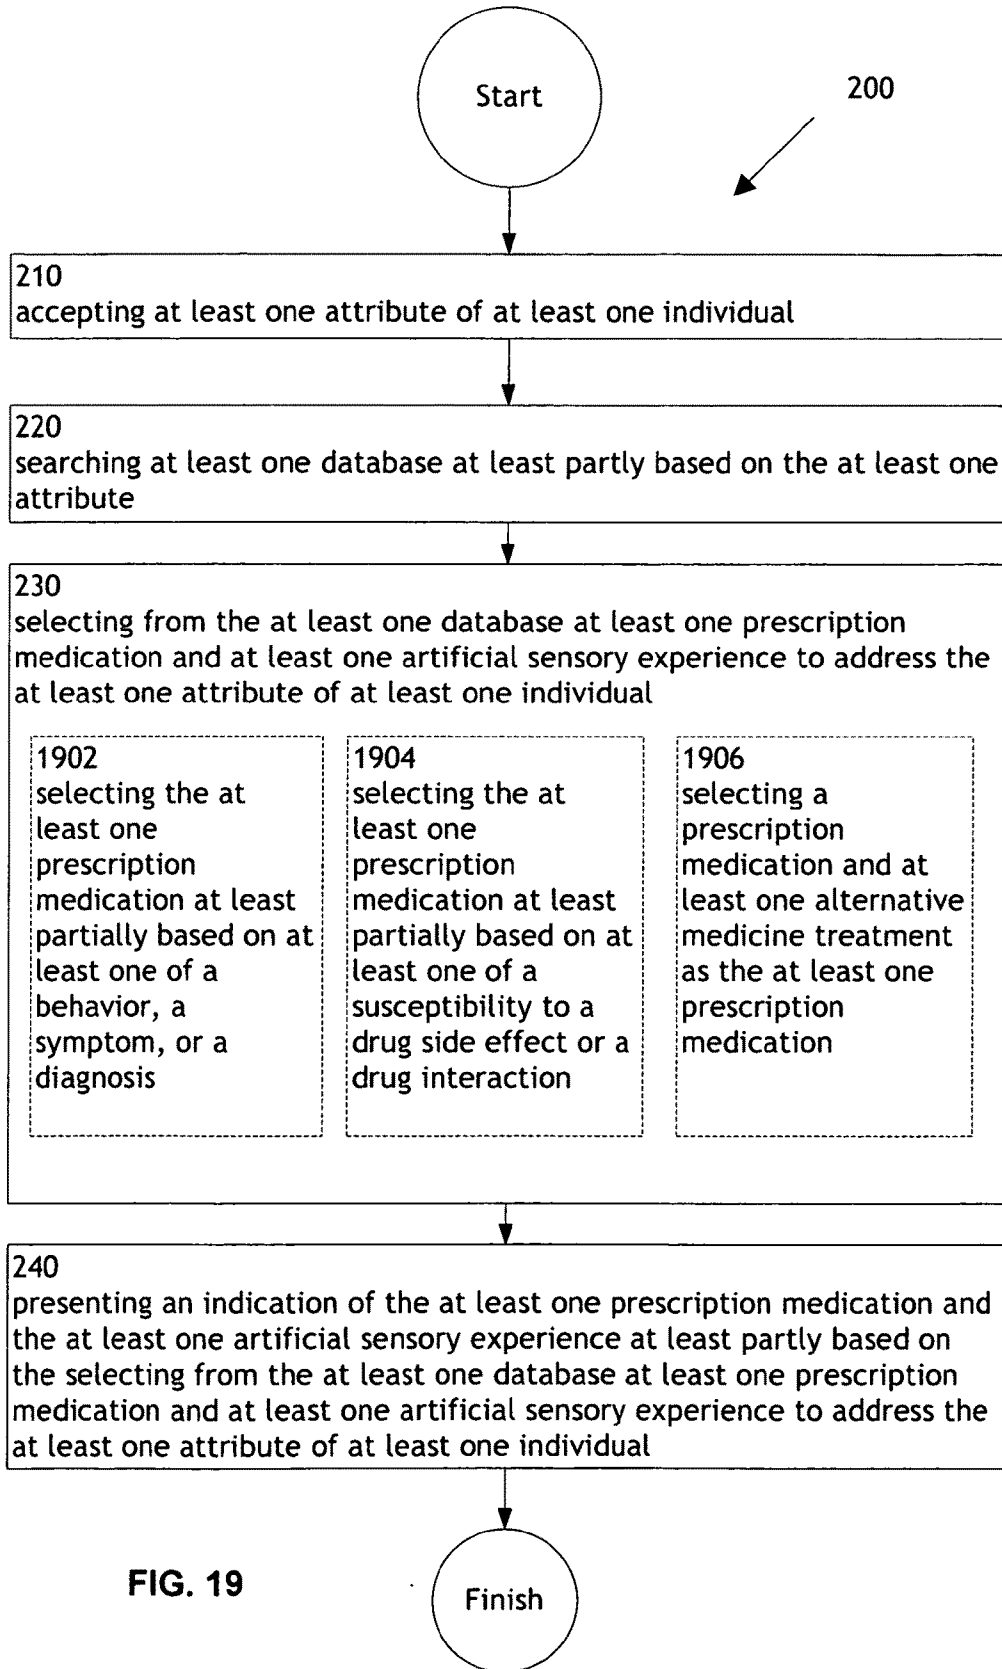 Start
200
210
accepting at least one attribute of at least one individual
220
searching at least one database at least partly based on the at least one
attribute
230
selecting from the at least one database at least one prescription
medication and at least one artificial sensory experience to address the
at least one attribute of at least one individual
1902
selecting the at
least one
prescription
medication at least
partially based on at
least one of a
behavior, a
symptom, or a
diagnosis
1904
selecting the at
least one
prescription
medication at least
partially based on at
least one of a
susceptibility to a
drug side effect or a
drug interaction
1906
selecting a
prescription
medication and at
least one alternative
medicine treatment
as the at least one
prescription
medication
240
presenting an indication of the at least one prescription medication and
the at least one artificial sensory experience at least partly based on
the selecting from the at least one database at least one prescription
medication and at least one artificial sensory experience to address the
at least one attribute of at least one individual
FIG. 19
Finish